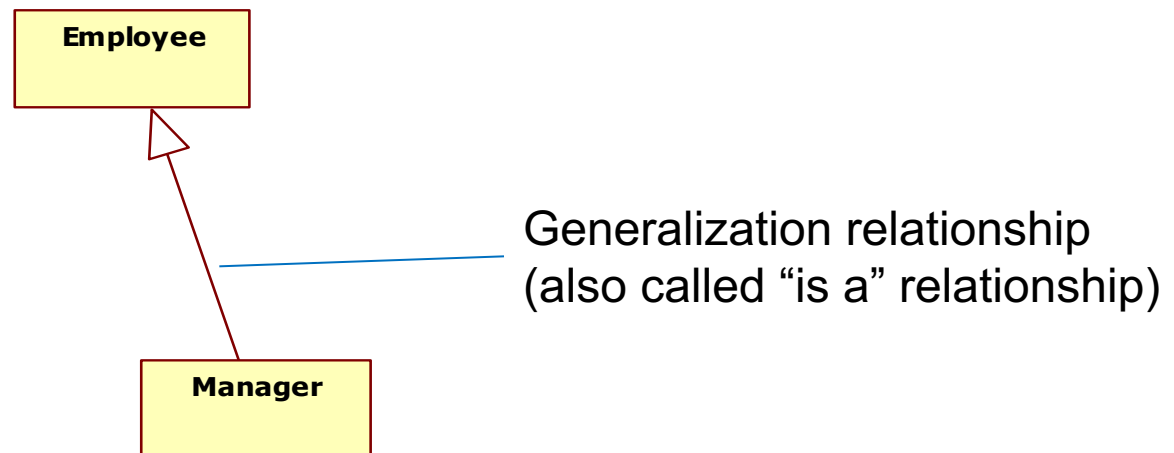 Employee
Generalization relationship
(also called “is a” relationship)
Manager